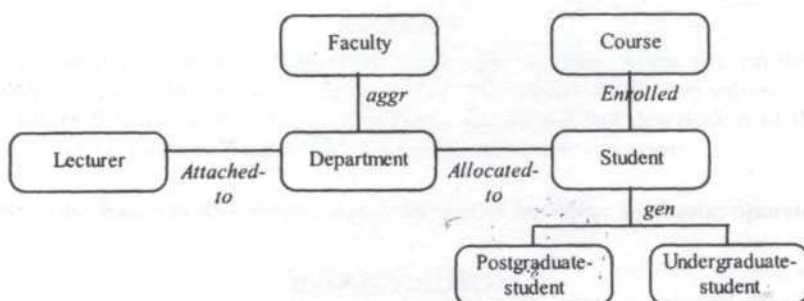 Faculty
Course
aggr
Enrolled
Lecturer
Attached-
to
Department
Allocated-
to
Student
gen
Postgraduate-
student
Undergraduate-
student